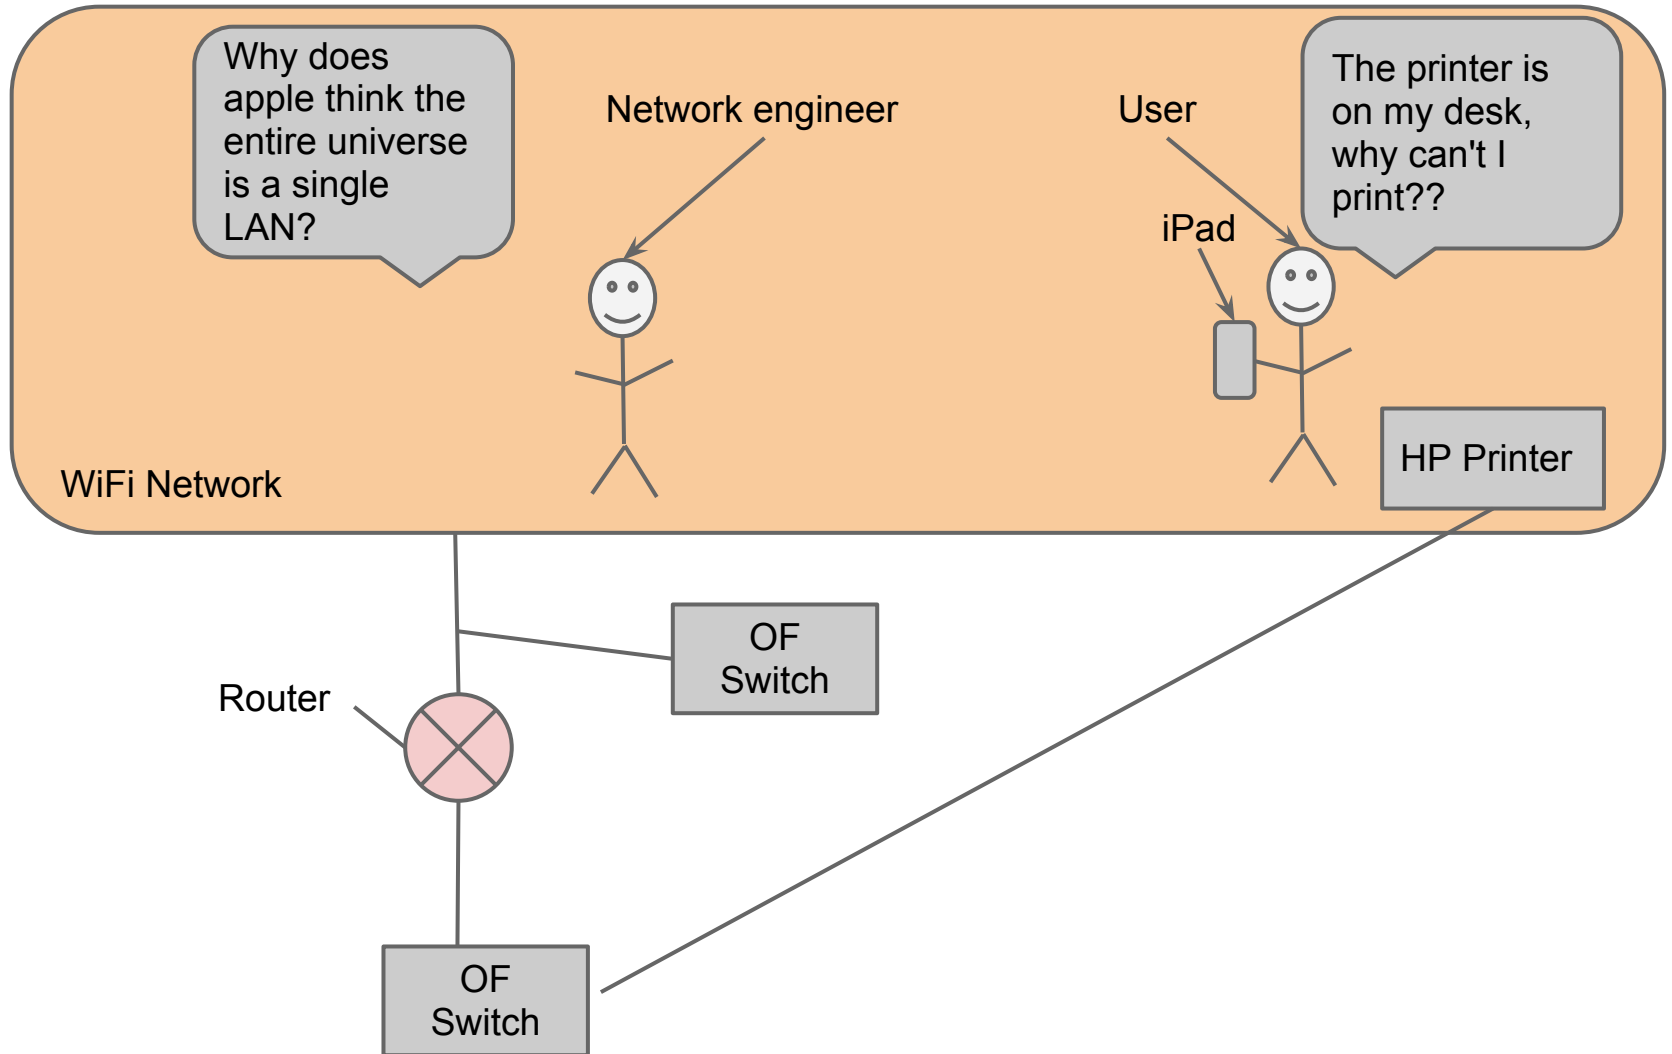 Why does
apple think the
entire universe
is a single
LAN?
Network engineer
User
The printer is
on my desk,
why can't I
print??
iPad
HP Printer
WiFi Network
OF
Switch
Router
OF
Switch